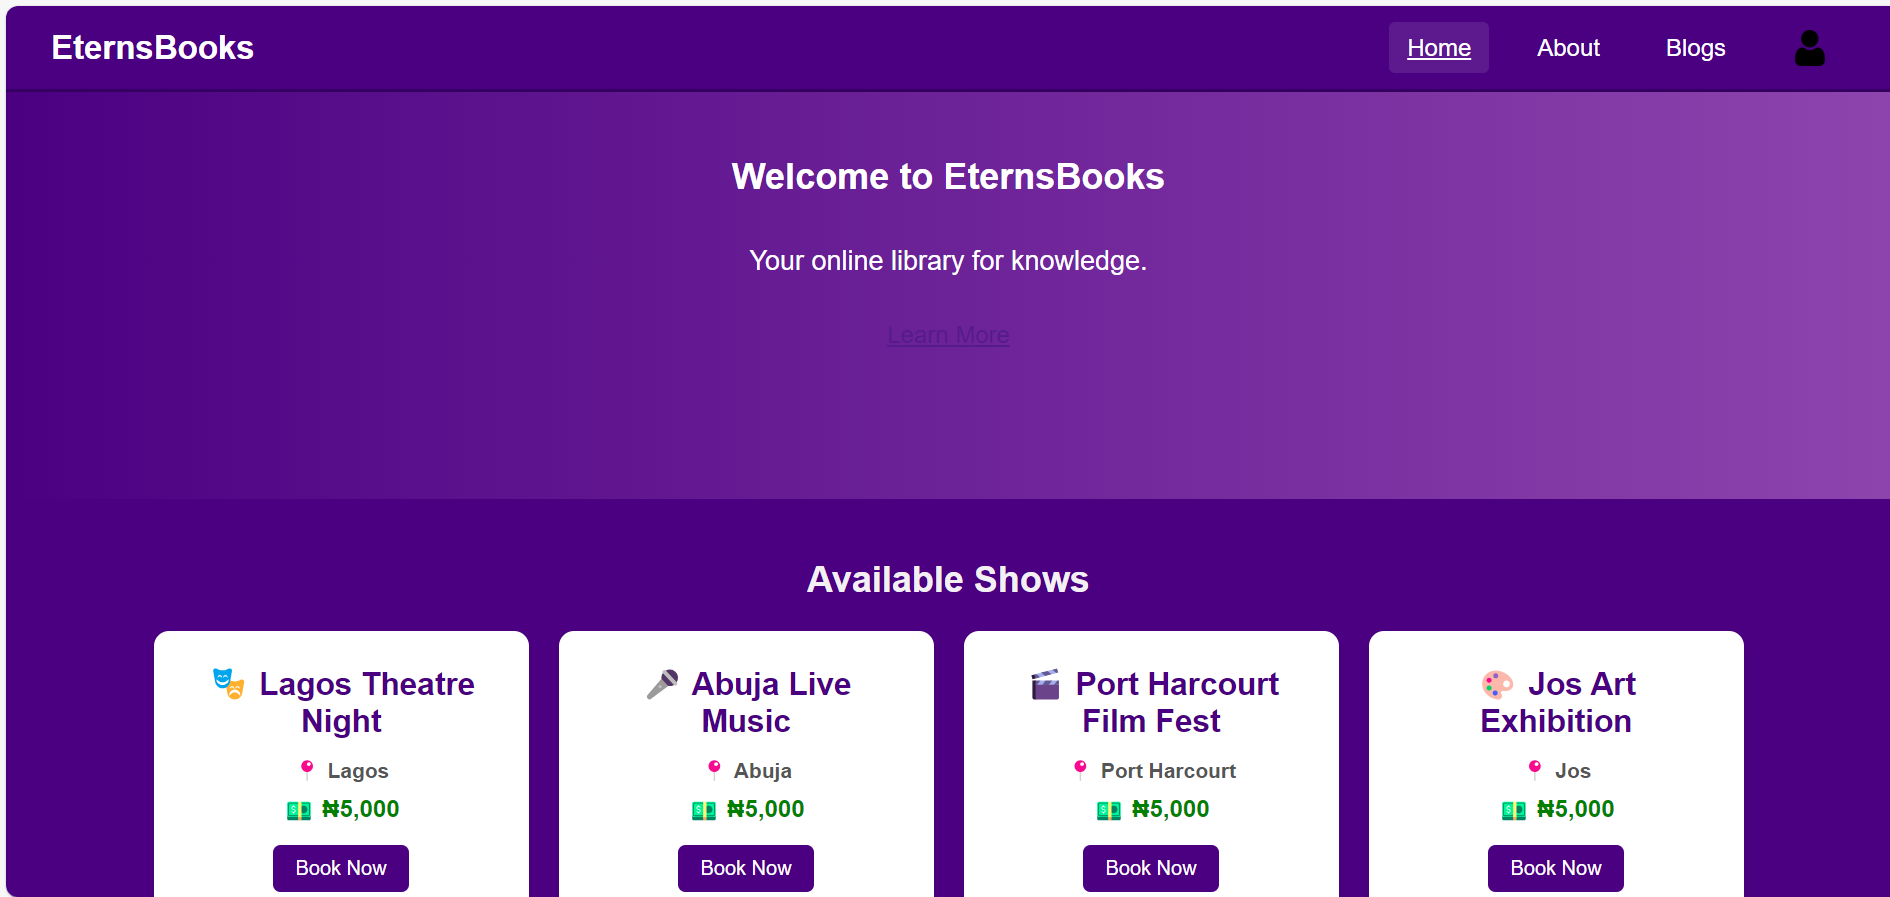 EternsBooks
Home About Blogs
Welcome to EternsBooks
Your online library for knowledge.
Learn More
Available Shows
🎭 Lagos Theatre
Night
📍 Lagos
💵 ₦5,000
Book Now
🎤 Abuja Live
Music
📍 Abuja
💵 ₦5,000
Book Now
🎬 Port Harcourt
Film Fest
📍 Port Harcourt
💵 ₦5,000
Book Now
🎨 Jos Art
Exhibition
📍 Jos
💵 ₦5,000
Book Now